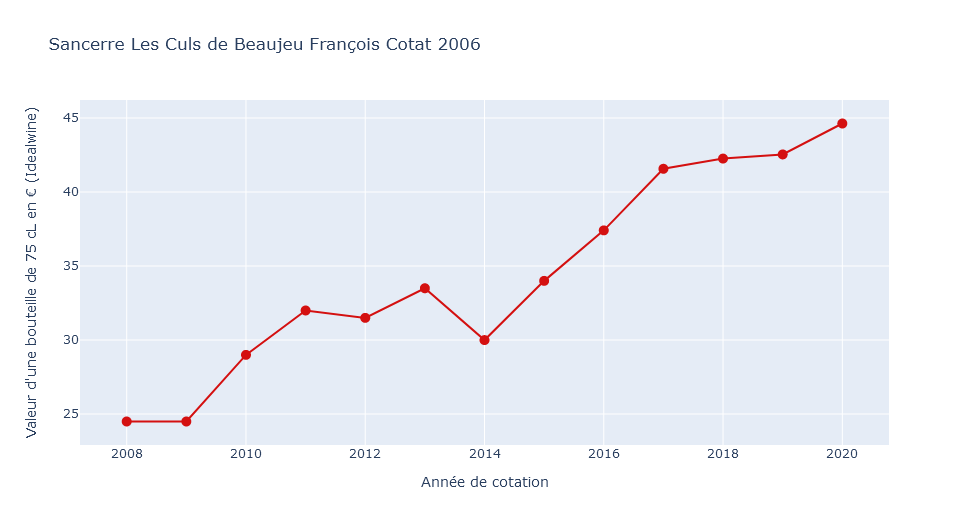 Sancerre Les Culs de Beaujeu François Cotat 2006
Valeur d'une bouteille de 75 cL en € (Idealwine)
45
40
35
30
25
2008 2010 2012 2014 2016 2018 2020
Année de cotation